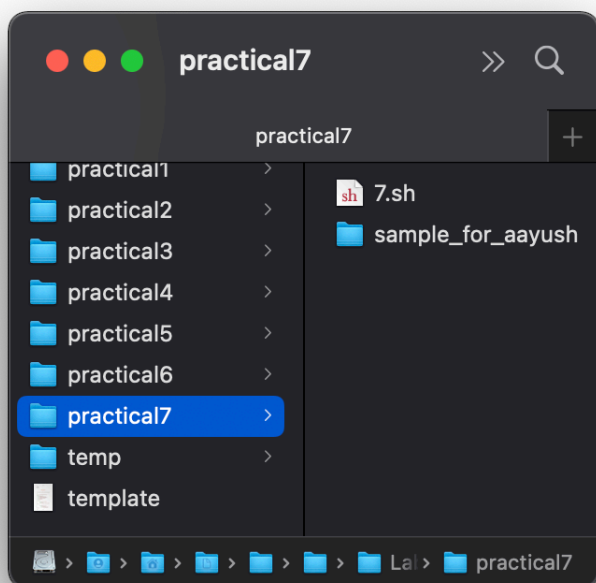 practical7
practical7
practical1
practical2
practical3
practical4
practical5
practical6
practical7
temp
template
sh 7.sh
sample_for_aayush
practical7